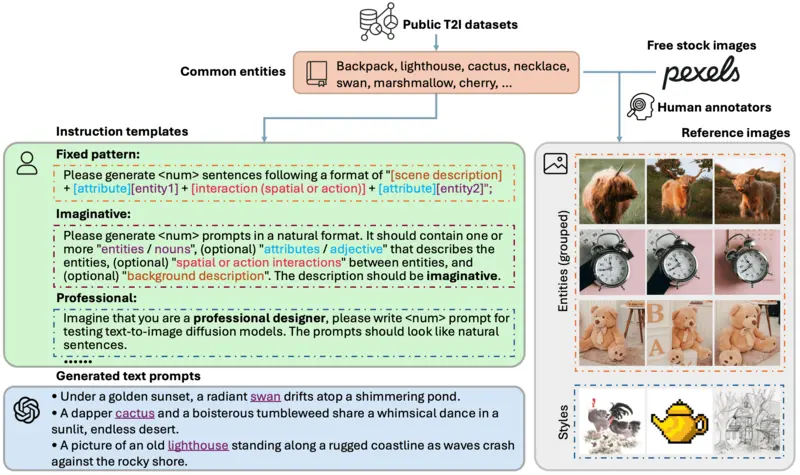 Public T2I datasets
Common entities
Backpack, lighthouse, cactus, necklace,
swan, marshmallow, cherry, ...
Free stock images
pexels
Human annotators
Instruction templates
Fixed pattern:
Please generate <num> sentences following a format of "[scene description]
+ [attribute][entity1] + [interaction (spatial or action)] + [attribute][entity2]";
Imaginative:
Please generate <num> prompts in a natural format. It should contain one or
more "entities / nouns", (optional) "attributes / adjective" that describes the
entities, (optional) "spatial or action interactions" between entities, and
(optional) "background description". The description should be imaginative.
Professional:
Imagine that you are a professional designer, please write <num> prompt for
testing text-to-image diffusion models. The prompts should look like natural
sentences.
......
Generated text prompts
• Under a golden sunset, a radiant swan drifts atop a shimmering pond.
• A dapper cactus and a boisterous tumbleweed share a whimsical dance in a
sunlit, endless desert.
• A picture of an old lighthouse standing along a rugged coastline as waves crash
against the rocky shore.
Reference images
Entities (grouped)
B
A
B
A
Styles